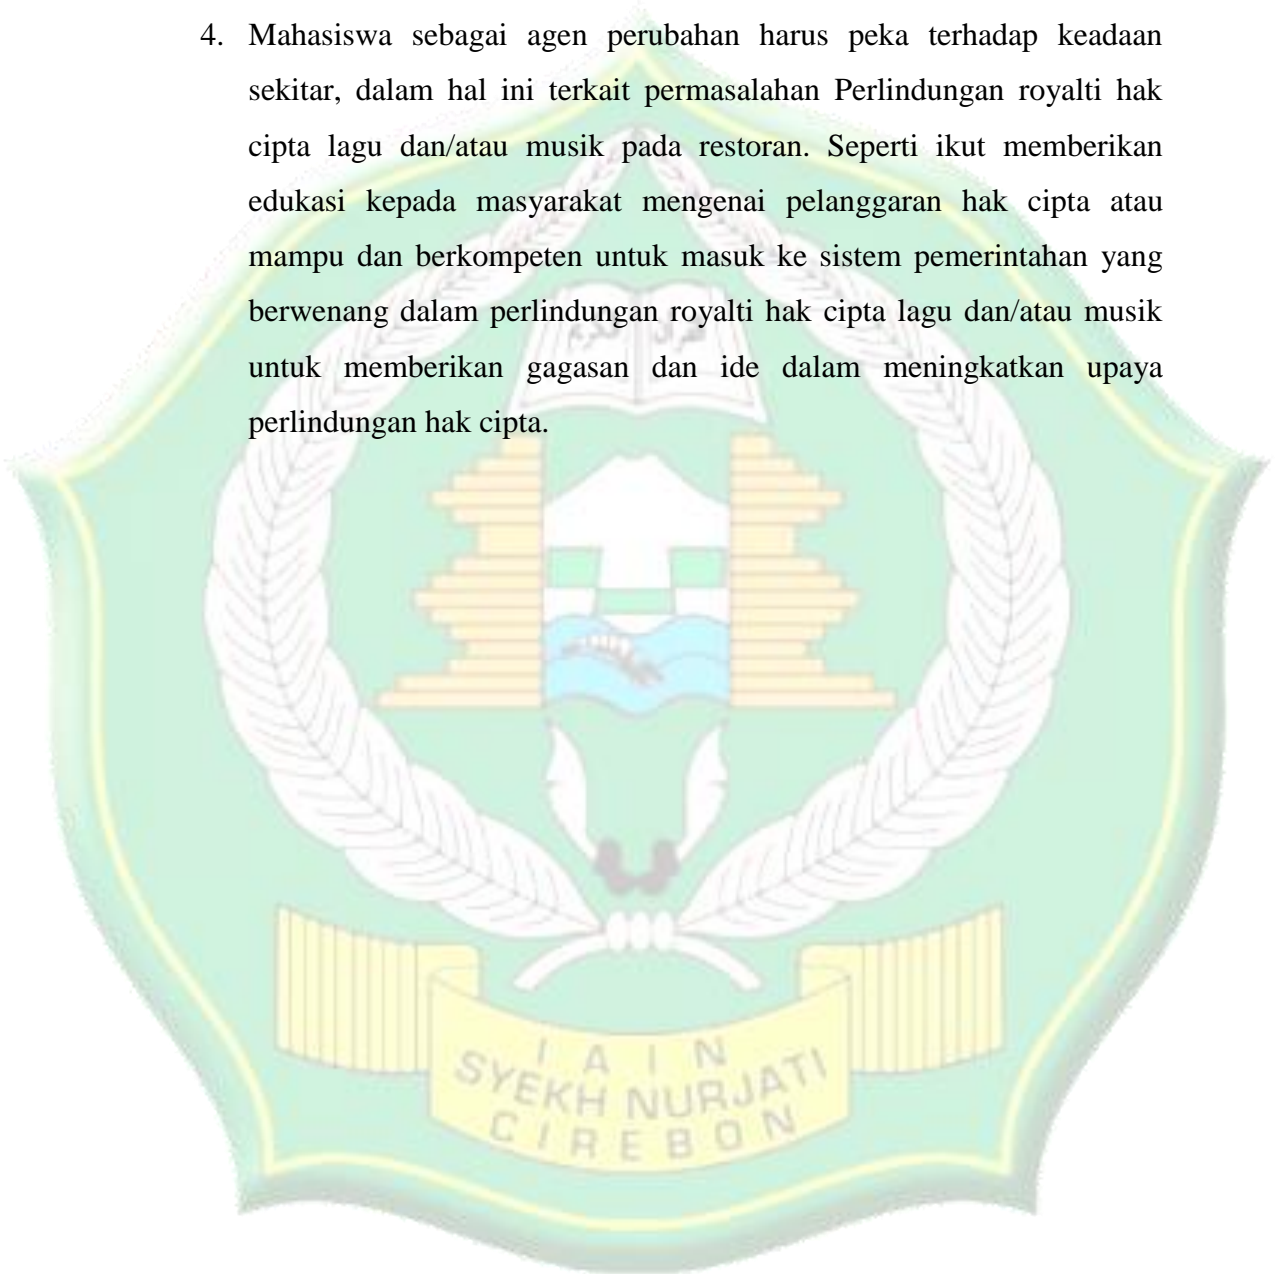 4. Mahasiswa sebagai agen perubahan harus peka terhadap keadaan
sekitar, dalam hal ini terkait permasalahan Perlindungan royalti hak
cipta lagu dan/atau musik pada restoran. Seperti ikut memberikan
edukasi kepada masyarakat mengenai pelanggaran hak cipta atau
mampu dan berkompeten untuk masuk ke sistem pemerintahan yang
berwenang dalam perlindungan royalti hak cipta lagu dan/atau musik
untuk memberikan gagasan dan ide dalam meningkatkan upaya
perlindungan hak cipta.
IAIN
SYEKH NURJATI
CIREBON